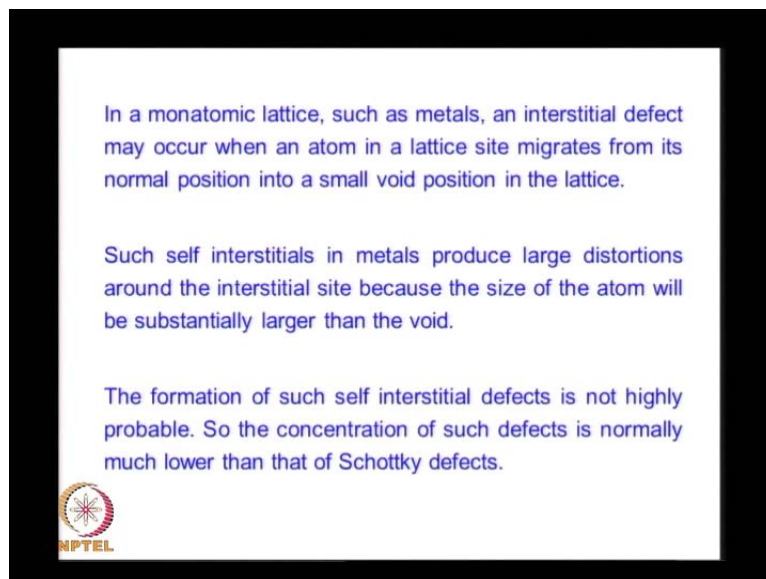 In a monatomic lattice, such as metals, an interstitial defect
may occur when an atom in a lattice site migrates from its
normal position into a small void position in the lattice.
Such self interstitials in metals produce large distortions
around the interstitial site because the size of the atom will
be substantially larger than the void.
The formation of such self interstitial defects is not highly
probable. So the concentration of such defects is normally
much lower than that of Schottky defects.
NPTEL